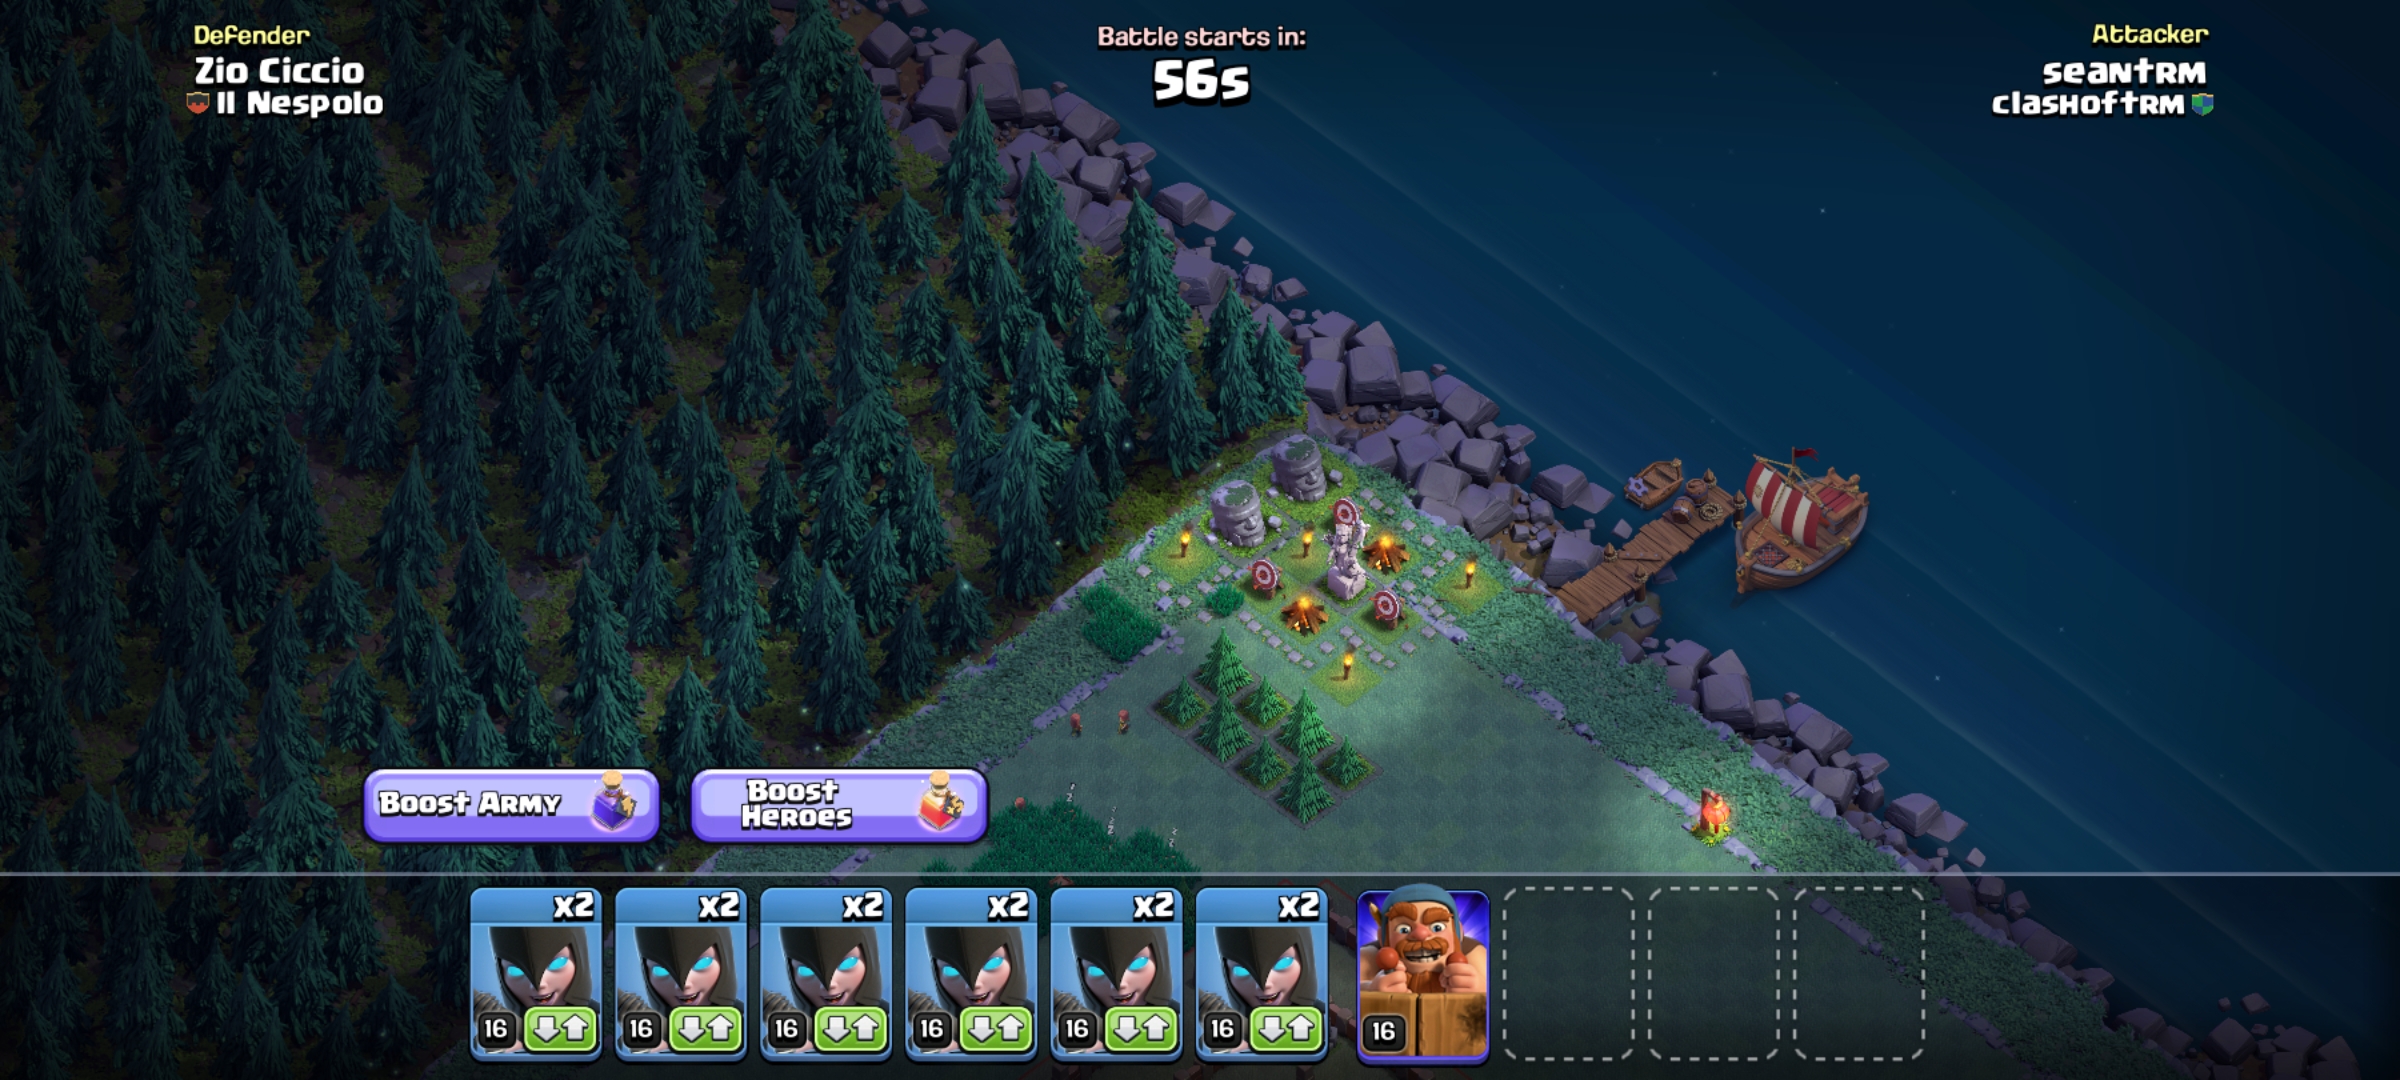 Defender
Zio Ciccio
Il Nespolo
Battle starts in:
56s
Attacker
seantrm
clashoftrm
Boost Army
Boost
Heroes
x2
x2
x2
x2
x2
x2
16
16
16
16
16
16
16